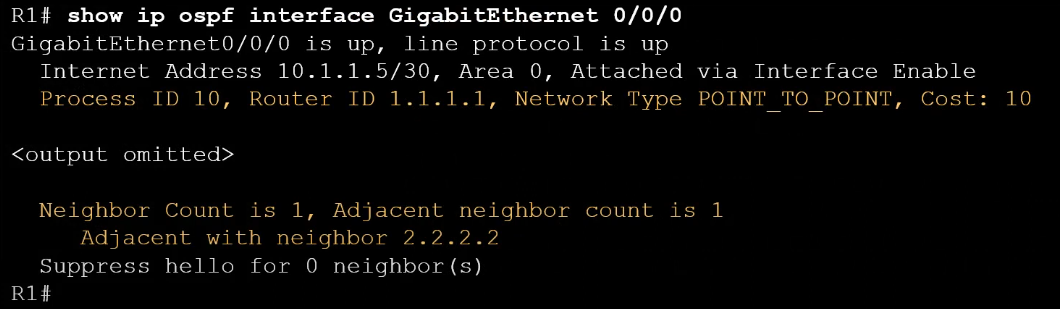 R1# show ip ospf interface GigabitEthernet 0/0/0
GigabitEthernet0/0/0 is up, line protocol is up
Internet Address 10.1.1.5/30, Area 0, Attached via Interface Enable
Process ID 10, Router ID 1.1.1.1, Network Type POINT_TO_POINT, Cost: 10
<output omitted>
Neighbor Count is 1, Adjacent neighbor count is 1
Adjacent with neighbor 2.2.2.2
Suppress hello for 0 neighbor(s)
R1#